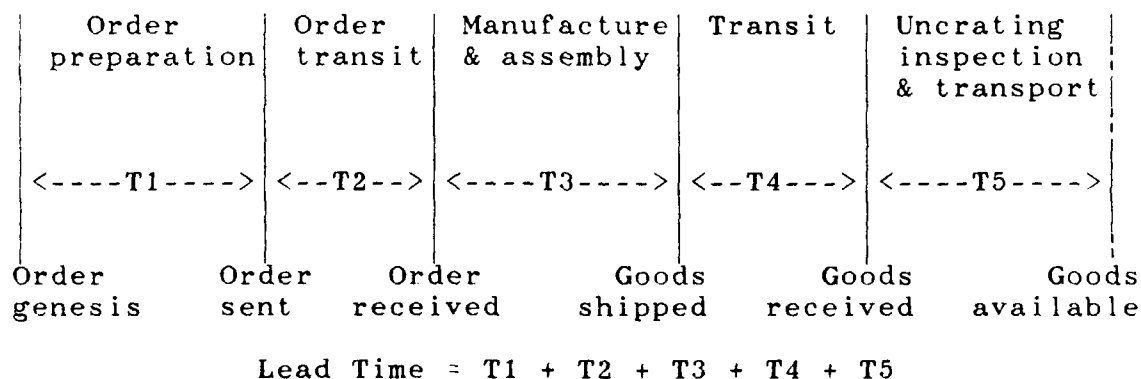 Order Order Manufacture Transit Uncrating
preparation transit & assembly inspection
& transport
<----T1----> <--T2--> <----T3-----> <--T4---> <----T5---->
Order Order Order Goods Goods Goods
genesis sent received shipped received available
Lead Time = T1 + T2 + T3 + T4 + T5